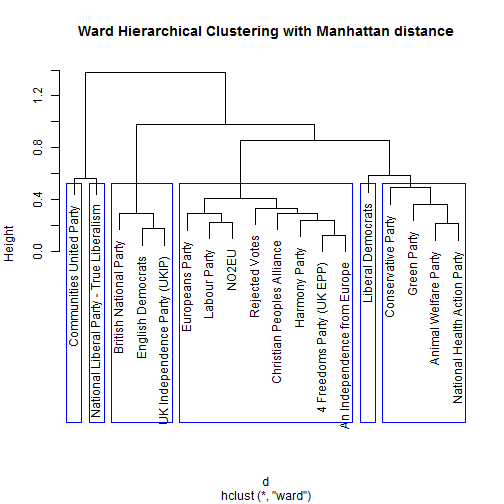 Ward Hierarchical Clustering with Manhattan distance
Height
0.0
0.4
0.8
1.2
Communities United Party
National Liberal Party - True Liberalism
British National Party
English Democrats
UK Independence Party (UKIP)
Europeans Party
Labour Party
NO2EU
Rejected Votes
Christian Peoples Alliance
Harmony Party
4 Freedoms Party (UK EPP)
An Independence from Europe
Liberal Democrats
Conservative Party
Green Party
Animal Welfare Party
National Health Action Party
d
hclust (*, "ward")